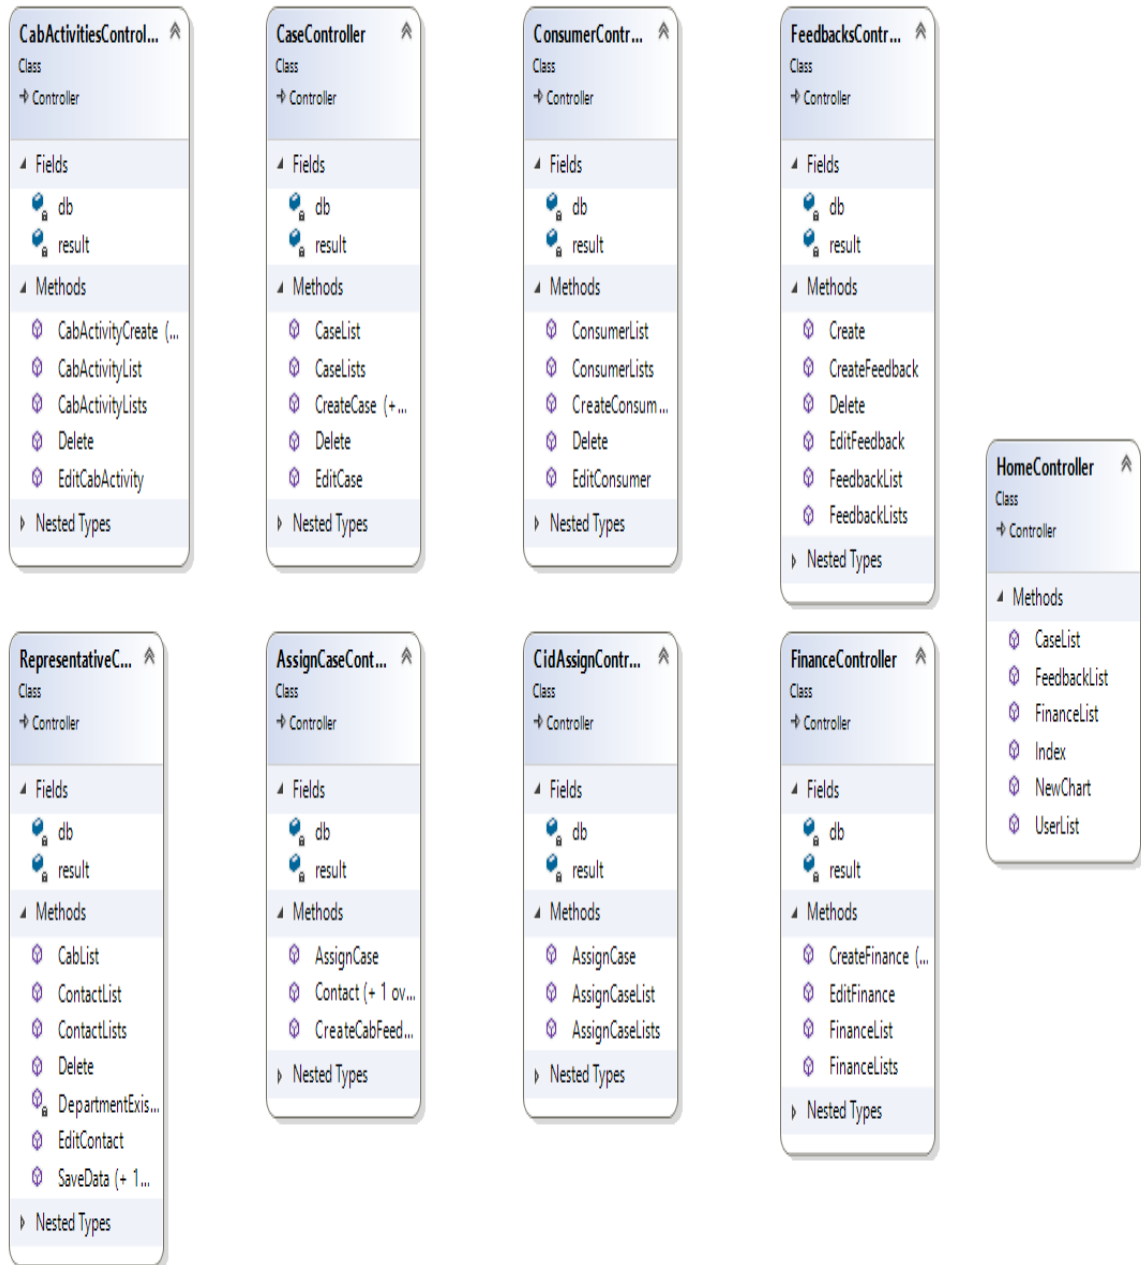 CabActivitiesControl...
Class
Controller
Fields
db
result
Methods
CabActivityCreate (...
CabActivityList
CabActivityLists
Delete
EditCabActivity
Nested Types
CaseController
Class
Controller
Fields
db
result
Methods
CaseList
CaseLists
CreateCase (+...
Delete
EditCase
Nested Types
ConsumerContr...
Class
Controller
Fields
db
result
Methods
ConsumerList
ConsumerLists
CreateConsum...
Delete
EditConsumer
Nested Types
FeedbacksContr...
Class
Controller
Fields
db
result
Methods
Create
CreateFeedback
Delete
EditFeedback
FeedbackList
FeedbackLists
Nested Types
HomeController
Class
Controller
Methods
CaseList
FeedbackList
FinanceList
Index
NewChart
UserList
RepresentativeC...
Class
Controller
Fields
db
result
Methods
CabList
ContactList
ContactLists
Delete
DepartmentExis...
EditContact
SaveData (+ 1...
Nested Types
AssignCaseCont...
Class
Controller
Fields
db
result
Methods
AssignCase
Contact (+ 1 ov...
CreateCabFeed...
Nested Types
CidAssignContr...
Class
Controller
Fields
db
result
Methods
AssignCase
AssignCaseList
AssignCaseLists
Nested Types
FinanceController
Class
Controller
Fields
db
result
Methods
CreateFinance (...
EditFinance
FinanceList
FinanceLists
Nested Types